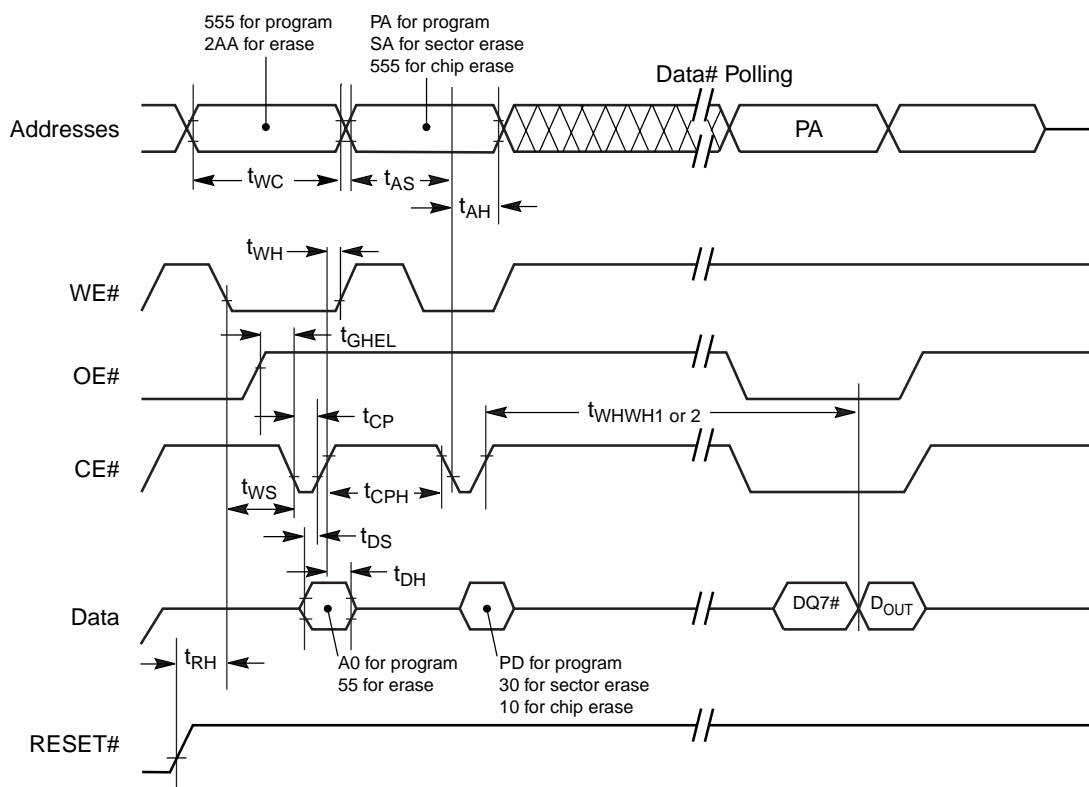 555 for program
2AA for erase
PA for program
SA for sector erase
555 for chip erase
Data# Polling
Addresses
PA
tWC
tAS
tAH
tWH
WE#
tGHEL
OE#
tCP
tWHWH1 or 2
CE#
tWS
tCPH
tDS
tDH
Data
DQ7#
DOUT
tRH
A0 for program
55 for erase
PD for program
30 for sector erase
10 for chip erase
RESET#